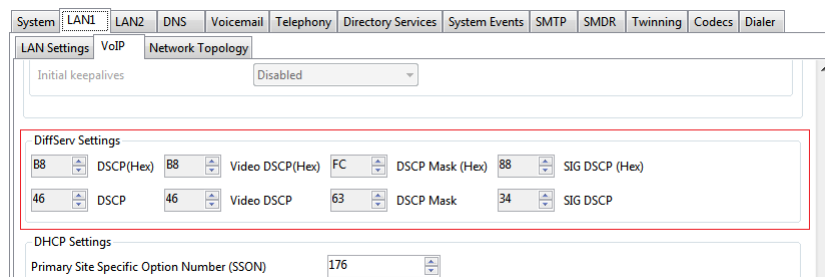 System LAN1 LAN2 DNS Voicemail Telephony Directory Services System Events SMTP SMDR Twinning Codecs Dialer
LAN Settings VoIP Network Topology
Initial keepalives Disabled
DiffServ Settings
B8 DSCP(Hex) B8 Video DSCP(Hex) FC DSCP Mask (Hex) 88 SIG DSCP (Hex)
46 DSCP 46 Video DSCP 63 DSCP Mask 34 SIG DSCP
DHCP Settings
Primary Site Specific Option Number (SSON) 176